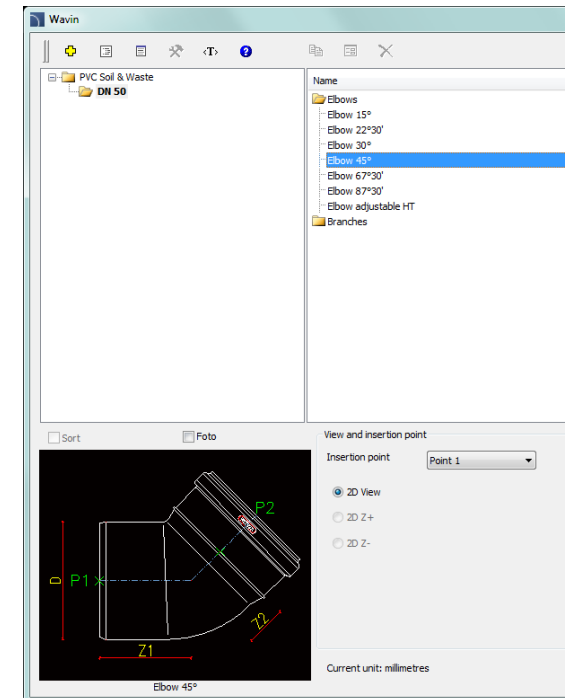 Wavin
‹T› ?
PVC Soil & Waste
DN 50
Name
Elbows
Elbow 15°
Elbow 22°30'
Elbow 30°
Elbow 45°
Elbow 67°30'
Elbow 87°30'
Elbow adjustable HT
Branches
Sort
Foto
View and insertion point
Insertion point
Point 1
2D View
2D Z+
2D Z-
P2
D
P1
Z2
Z1
Elbow 45°
Current unit: millimetres